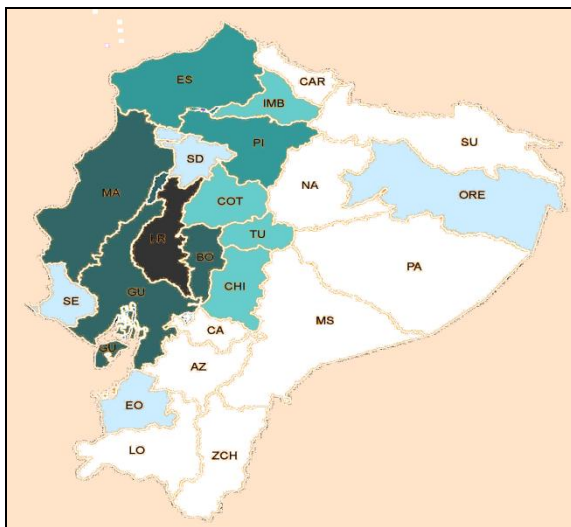 CAR
ES
IMB
SU
PI
SD
NA
MA
COT
ORE
TU
LR
BO
PA
CHI
SE
GU
MS
CA
GU
AZ
EO
LO
ZCH